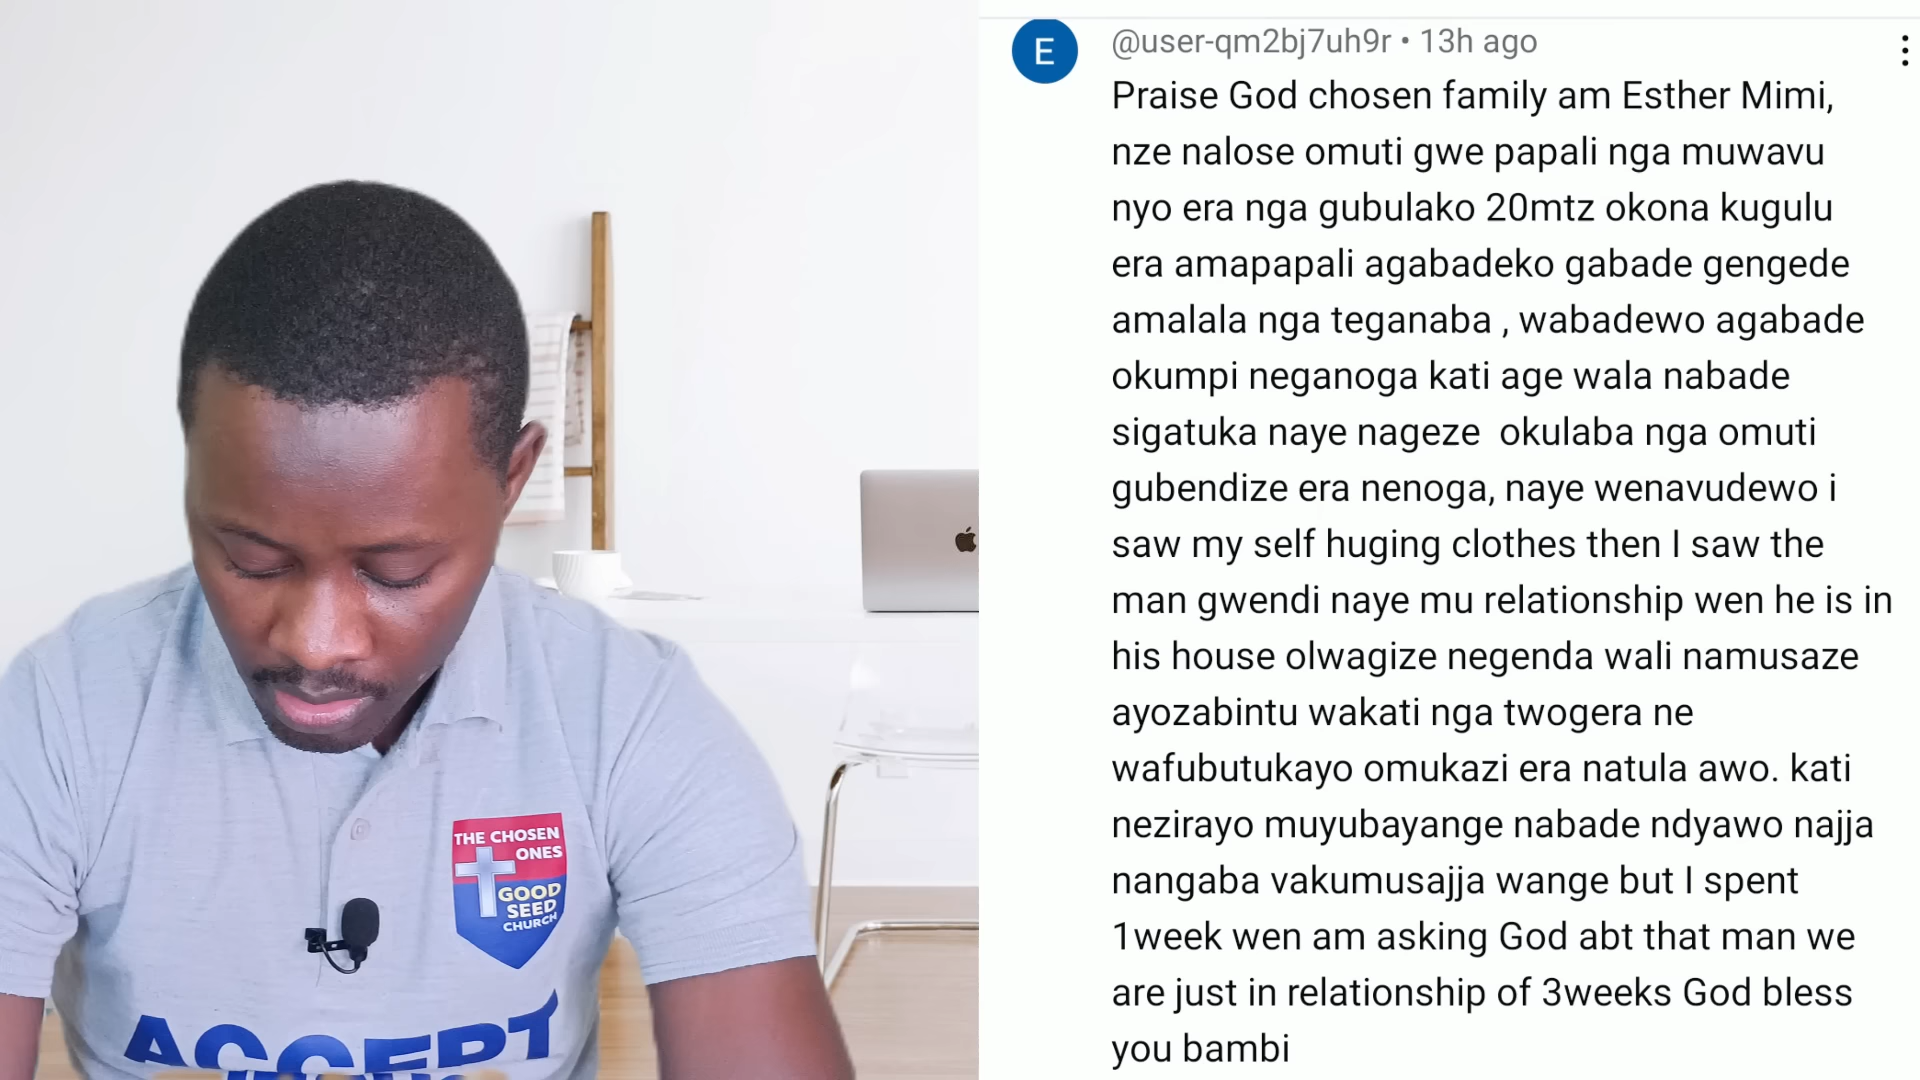 E
@user-qm2bj7uh9r • 13h ago
Praise God chosen family am Esther Mimi,
nze nalose omuti gwe papali nga muwavu
nyo era nga gubulako 20mtz okona kugulu
era amapapali agabadeko gabade gengede
amalala nga teganaba , wabadewo agabade
okumpi neganoga kati age wala nabade
sigatuka naye nageze okulaba nga omuti
gubendize era nenoga, naye wenavudewo i
saw my self huging clothes then I saw the
man gwendi naye mu relationship wen he is in
his house olwagize negenda wali namusaze
ayozabintu wakati nga twogera ne
wafubutukayo omukazi era natula awo. kati
nezirayo muyubayange nabade ndyawo najja
nangaba vakumusajja wange but I spent
1week wen am asking God abt that man we
are just in relationship of 3weeks God bless
you bambi
THE CHOSEN
ONES
GOOD
SEED
CHURCH
ACCEPT